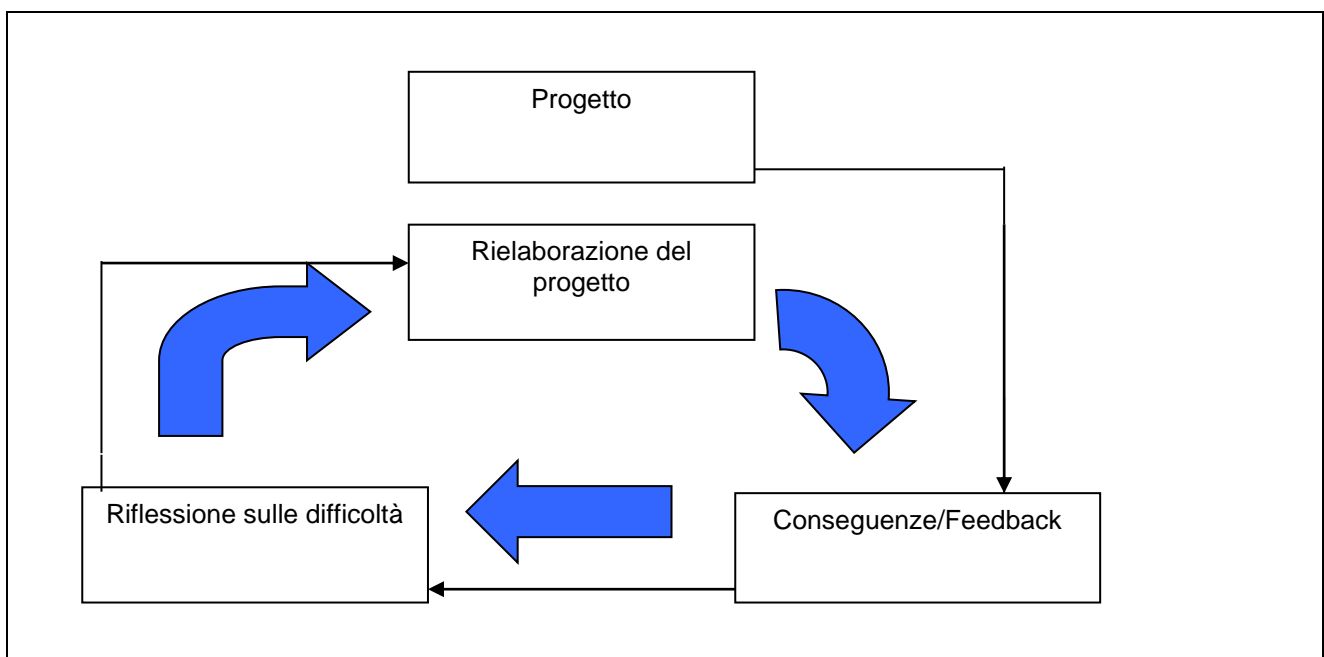 Progetto
Rielaborazione del
progetto
Riflessione sulle difficoltà
Conseguenze/Feedback